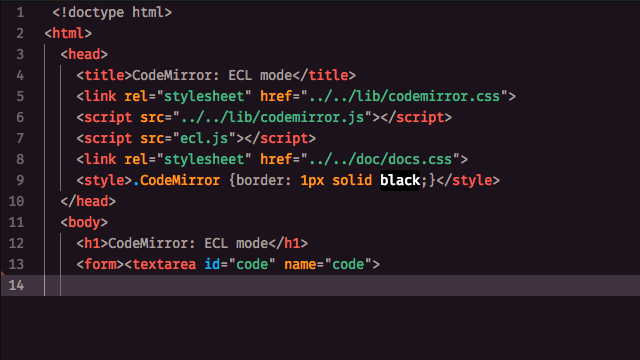 1 <!doctype html>
2 <html>
3 <head>
4 <title>CodeMirror: ECL mode</title>
5 <link rel="stylesheet" href="../../lib/codemirror.css">
6 <script src="../../lib/codemirror.js"></script>
7 <script src="ecl.js"></script>
8 <link rel="stylesheet" href="../../doc/docs.css">
9 <style>.CodeMirror {border: 1px solid black;}</style>
10 </head>
11 <body>
12 <h1>CodeMirror: ECL mode</h1>
13 <form><textarea id="code" name="code">
14